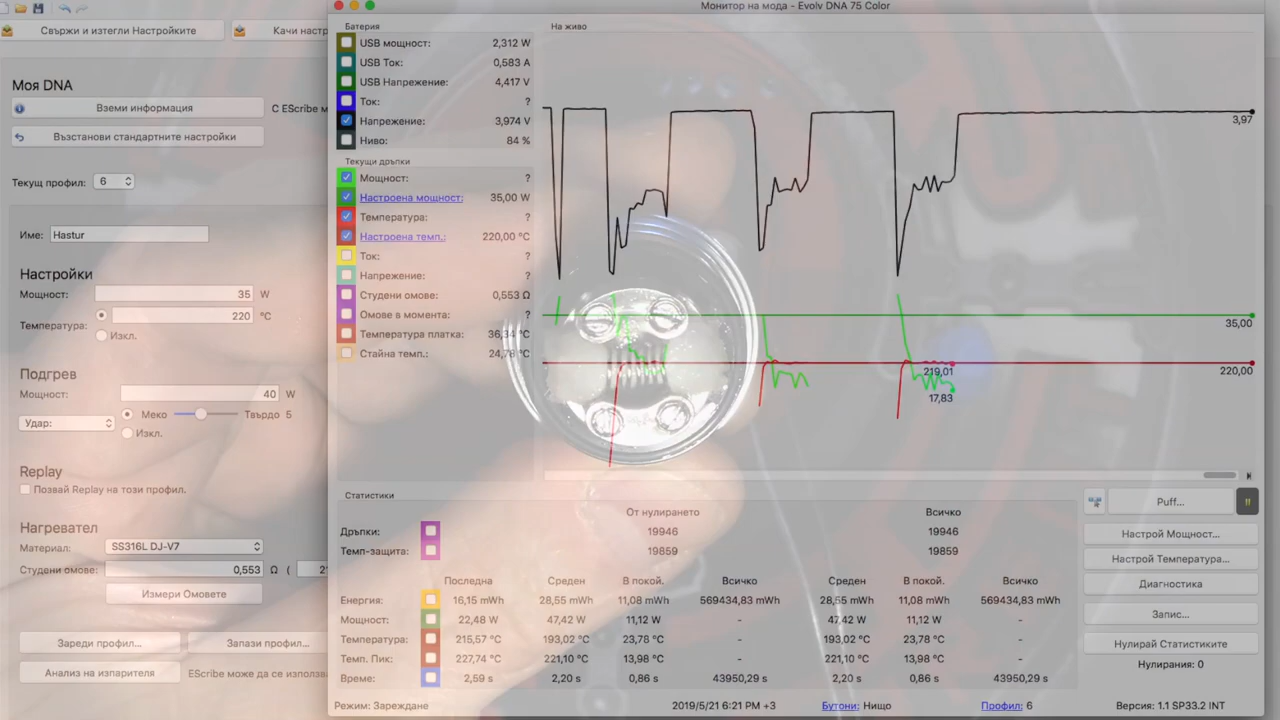 Монитор на мода - Evolv DNA 75 Color
Свържи и изтегли Настройките
Качи настр
Моя DNA
Вземи информация
С EScribe м
Възстанови стандартните настройки
Текущ профил: 6
Име: Hastur
Настройки
Мощност: 35 W
Температура: 220 °C
Изкл.
Подгрев
Мощност: 40 W
Удар:
Меко Твърдо 5
Изкл.
Replay
Позвай Replay на този профил.
Нагревател
Материал: SS316L DJ-V7
Студени омове: 0,553 Ω ( 21
Измери Омовете
Зареди профил...
Запази профил...
Анализ на изпарителя
EScribe може да се използва
Батерия
USB мощност: 2,312 W
USB Ток: 0,583 A
USB Напрежение: 4,417 V
Ток: ?
Напрежение: 3,974 V
Ниво: 84 %
Текущи дръпки
Мощност: ?
Настроена мощност: 35,00 W
Температура: ?
Настроена темп.: 220,00 °C
Ток: ?
Напрежение: ?
Студени омове: 0,553 Ω
Омове в момента: ?
Температура платка: 36,34 °C
Стайна темп.: 24,78 °C
На живо
3,97
35,00
219,01
220,00
17,83
Статистики
От нулирането Всичко
Дръпки: 19946 19946
Темп-защита: 19859 19859
Последна Среден В покой. Всичко Среден В покой. Всичко
Енергия: 16,15 mWh 28,55 mWh 11,08 mWh 569434,83 mWh 28,55 mWh 11,08 mWh 569434,83 mWh
Мощност: 22,48 W 47,42 W 11,12 W - 47,42 W 11,12 W -
Температура: 215,57 °C 193,02 °C 23,78 °C - 193,02 °C 23,78 °C -
Темп. Пик: 227,74 °C 221,10 °C 13,98 °C - 221,10 °C 13,98 °C -
Време: 2,59 s 2,20 s 0,86 s 43950,29 s 2,20 s 0,86 s 43950,29 s
Puff...
Настрой Мощност...
Настрой Температура...
Диагностика
Запис...
Нулирай Статистиките
Нулирания: 0
Режим: Зареждане
2019/5/21 6:21 PM +3
Бутони: Нищо
Профил: 6
Версия: 1.1 SP33.2 INT